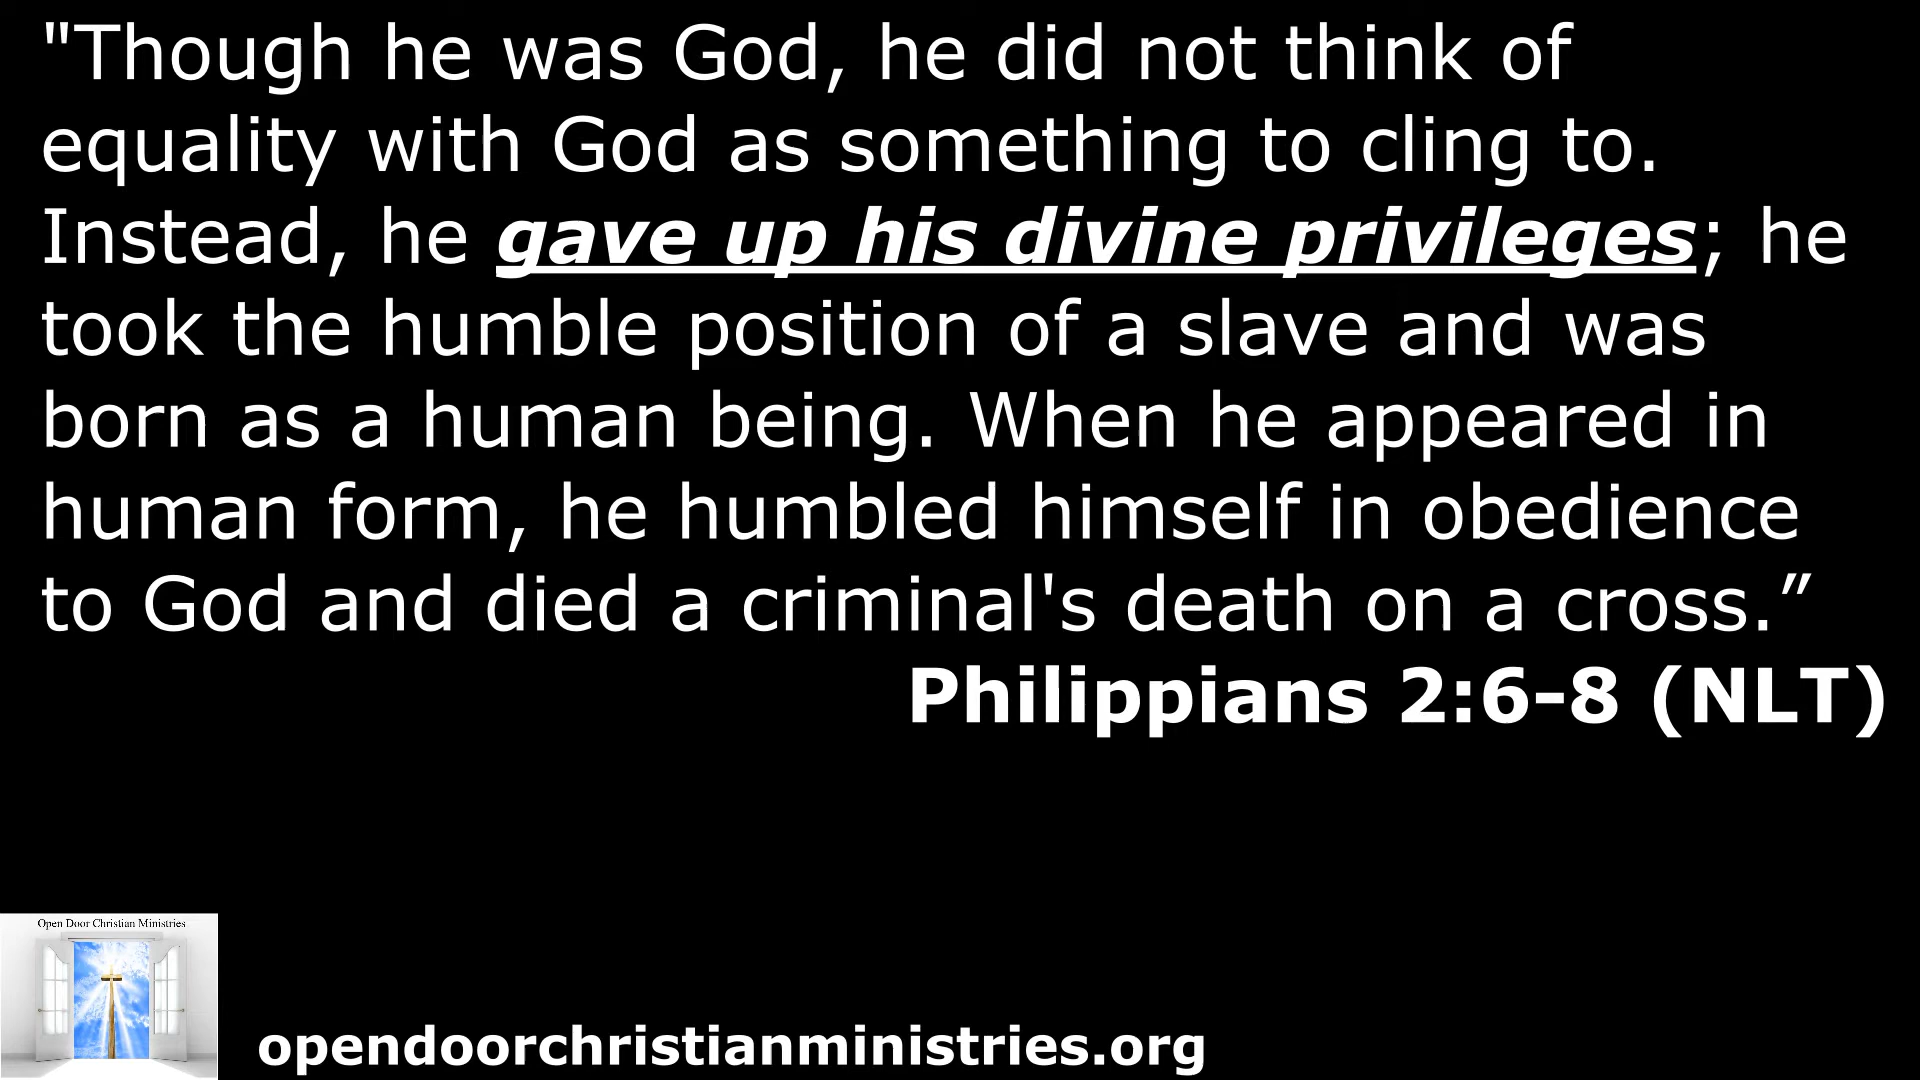 "Though he was God, he did not think of
equality with God as something to cling to.
Instead, he gave up his divine privileges; he
took the humble position of a slave and was
born as a human being. When he appeared in
human form, he humbled himself in obedience
to God and died a criminal's death on a cross.”
Philippians 2:6-8 (NLT)
Open Door Christian Ministries
opendoorchristianministries.org